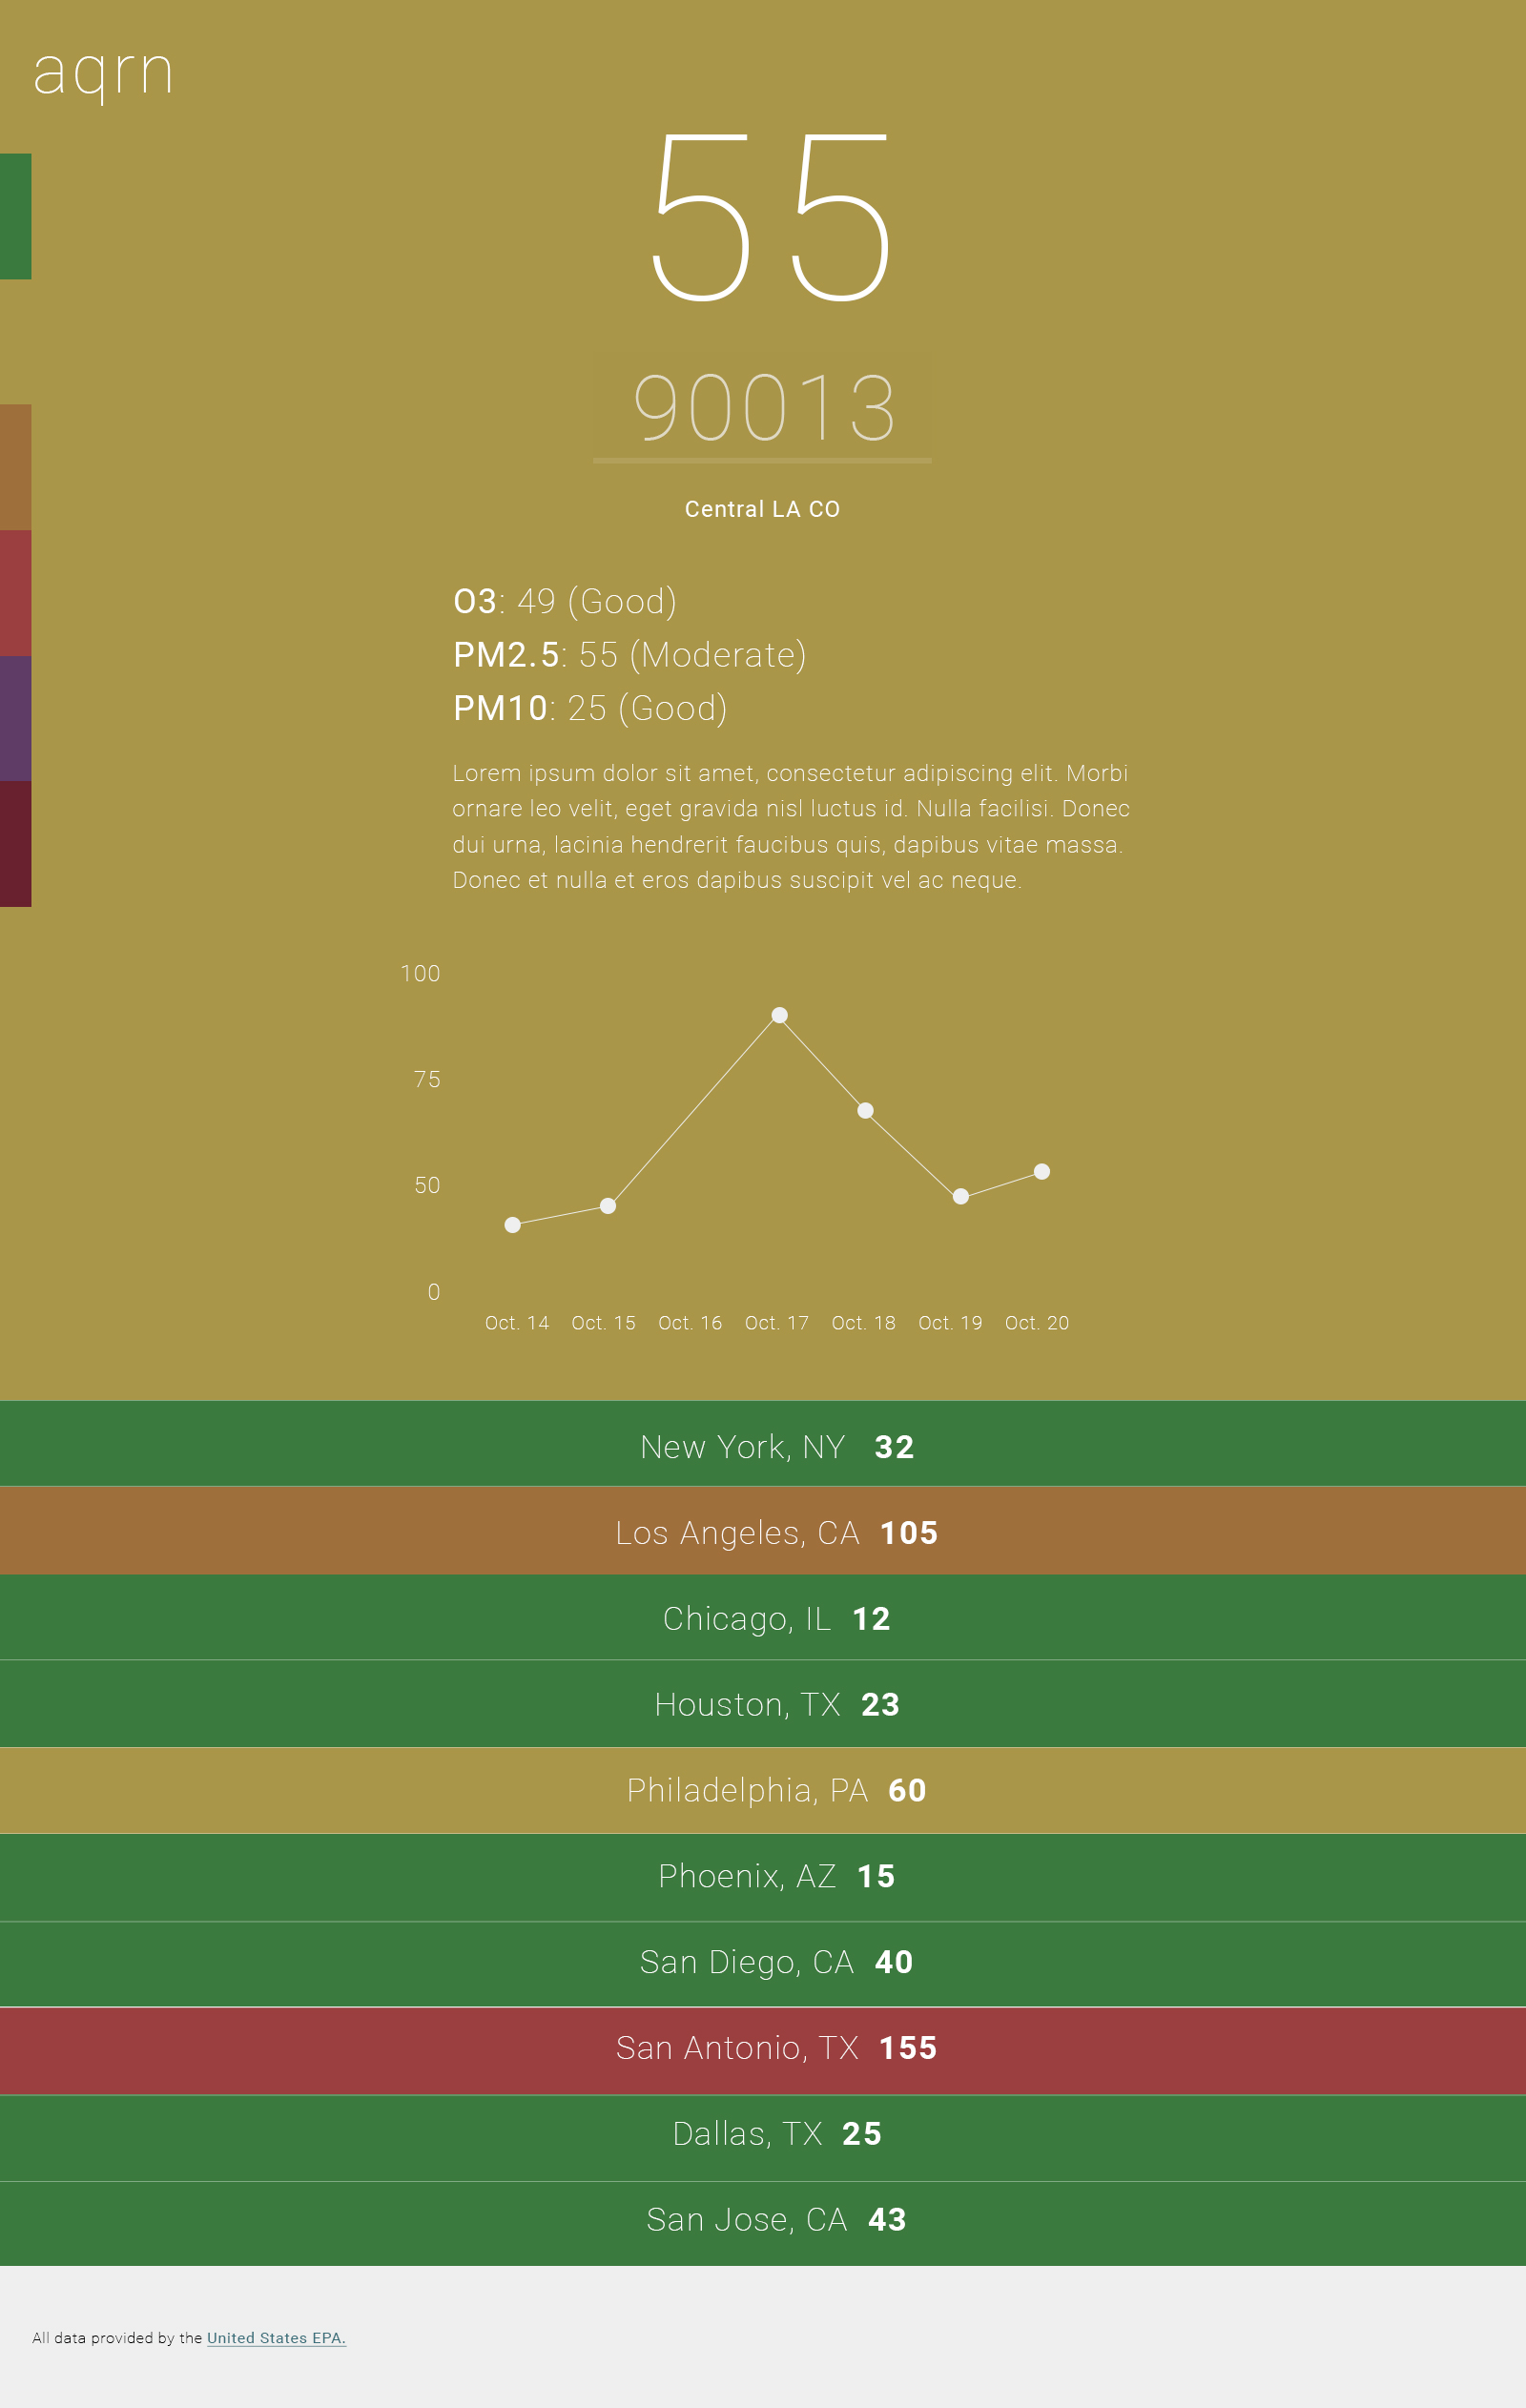 aqrn
55
90013
Central LA CO
O3: 49 (Good)
PM2.5: 55 (Moderate)
PM10: 25 (Good)
Lorem ipsum dolor sit amet, consectetur adipiscing elit. Morbi
ornare leo velit, eget gravida nisl luctus id. Nulla facilisi. Donec
dui urna, lacinia hendrerit faucibus quis, dapibus vitae massa.
Donec et nulla et eros dapibus suscipit vel ac neque.
100
75
50
0
Oct. 14 Oct. 15 Oct. 16 Oct. 17 Oct. 18 Oct. 19 Oct. 20
New York, NY 32
Los Angeles, CA 105
Chicago, IL 12
Houston, TX 23
Philadelphia, PA 60
Phoenix, AZ 15
San Diego, CA 40
San Antonio, TX 155
Dallas, TX 25
San Jose, CA 43
All data provided by the United States EPA.